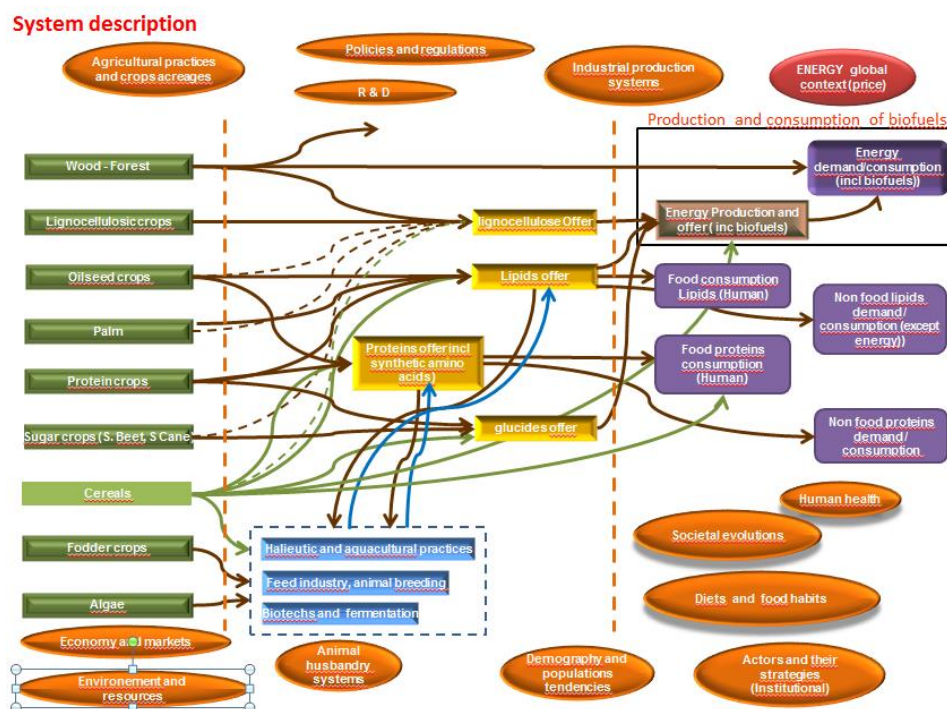 System description
Agricultural practices
and crops acreages
Policies and regulations
R & D
Industrial production
systems
ENERGY global
context (price)
Production and consumption of biofuels
Wood - Forest
Energy
demand/consumption
(incl biofuels))
Lignocellulosic crops
lignocellulose Offer
Energy Production and
offer ( inc biofuels)
Oilseed crops
Lipids offer
Food consumption
Lipids (Human)
Non food lipids
demand /
consumption (except
energy))
Palm
Proteins offer incl
synthetic amino
acids)
Food proteins
consumptiion
(Human)
Protein crops
Sugar crops (S. Beet, S Cane
glucides offer
Non food proteins
demand /
consumption
Cereals
Human health
Societal evolutions
Fodder crops
Halieutic and aquacultural practices
Feed industry, animal breeding
Biotechs and fermentation
Algae
Diets and food habits
Economy and markets
Environement and
resources
Animal
husbandry
systems
Demography and
populations
tendencies
Actors and their
strategies
(Institutional)